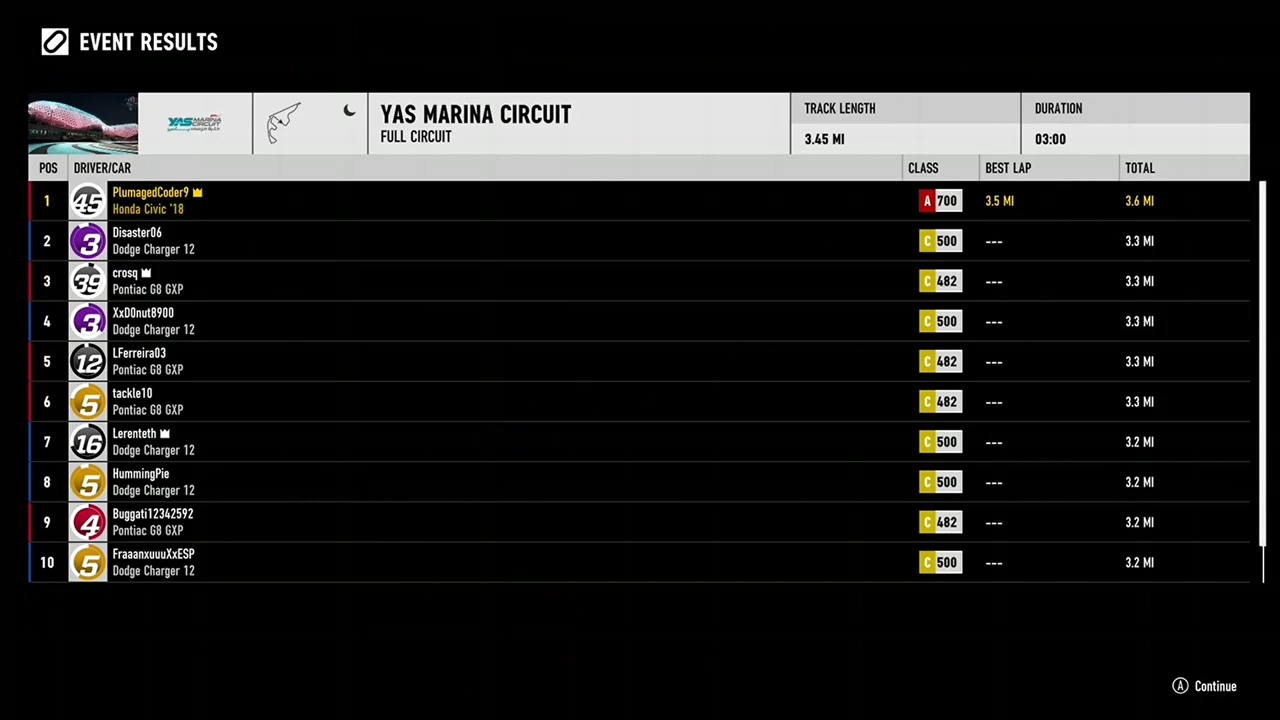 EVENT RESULTS
YAS MARINA CIRCUIT
YAS MARINA CIRCUIT
FULL CIRCUIT
TRACK LENGTH
3.45 MI
DURATION
03:00
POS DRIVER/CAR CLASS BEST LAP TOTAL
1 45 PlumagedCoder9 A 700 3.5 MI 3.6 MI
Honda Civic '18
2 3 Disaster06 C 500 --- 3.3 MI
Dodge Charger 12
3 39 crosq C 482 --- 3.3 MI
Pontiac G8 GXP
4 3 XxD0nut8900 C 500 --- 3.3 MI
Dodge Charger 12
5 12 LFerreira03 C 482 --- 3.3 MI
Pontiac G8 GXP
6 5 tackle10 C 482 --- 3.3 MI
Pontiac G8 GXP
7 16 Lerenteth C 500 --- 3.2 MI
Dodge Charger 12
8 5 HummingPie C 500 --- 3.2 MI
Dodge Charger 12
9 4 Buggati12342592 C 482 --- 3.2 MI
Pontiac G8 GXP
10 5 FraaanxuuuXxESP C 500 --- 3.2 MI
Dodge Charger 12
A Continue